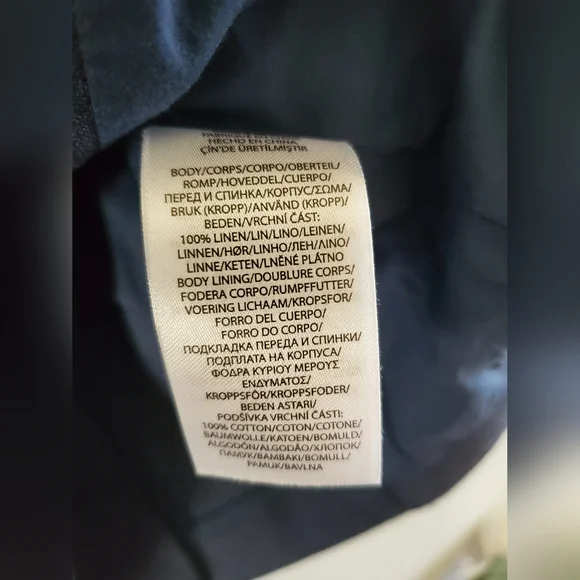 HECHO EN CHINA
ÇİN'DE ÜRETİLMİŞTİR
BODY/CORPS/CORPO/OBERTEIL/
ROMP/HOVEDDEL/CUERPO/
ПЕРЕД И СПИНКА/КОРПУС/ΣΩΜΑ/
BRUK (KROPP)/ANVÄND (KROPP)/
BEDEN/VRCHNÍ ČÁST:
100% LINEN/LIN/LINO/LEINEN/
LINNEN/HØR/LINHO/ЛЕН/ΛΙΝΟ/
LINNE/KETEN/LNĚNÉ PLÁTNO
BODY LINING/DOUBLURE CORPS/
FODERA CORPO/RUMPFFUTTER/
VOERING LICHAAM/KROPSFOR/
FORRO DEL CUERPO/
FORRO DO CORPO/
ПОДКЛАДКА ПЕРЕДА И СПИНКИ/
ПОДПЛАТА НА КОРПУСА/
ΦΟΔΡΑ ΚΥΡΙΟΥ ΜΕΡΟΥΣ
ΕΝΔΥΜΑΤΟΣ/
KROPPSFÔR/KROPPSFODER/
BEDEN ASTARI/
PODŠÍVKA VRCHNÍ ČÁSTI:
100% COTTON/COTON/COTONE/
BAUMWOLLE/KATOEN/BOMULD/
ALGODÓN/ALGODÃO/ХЛОПОК/
ПАМУК/ΒΑΜΒΑΚΙ/BOMULL/
PAMUK/BAVLNA